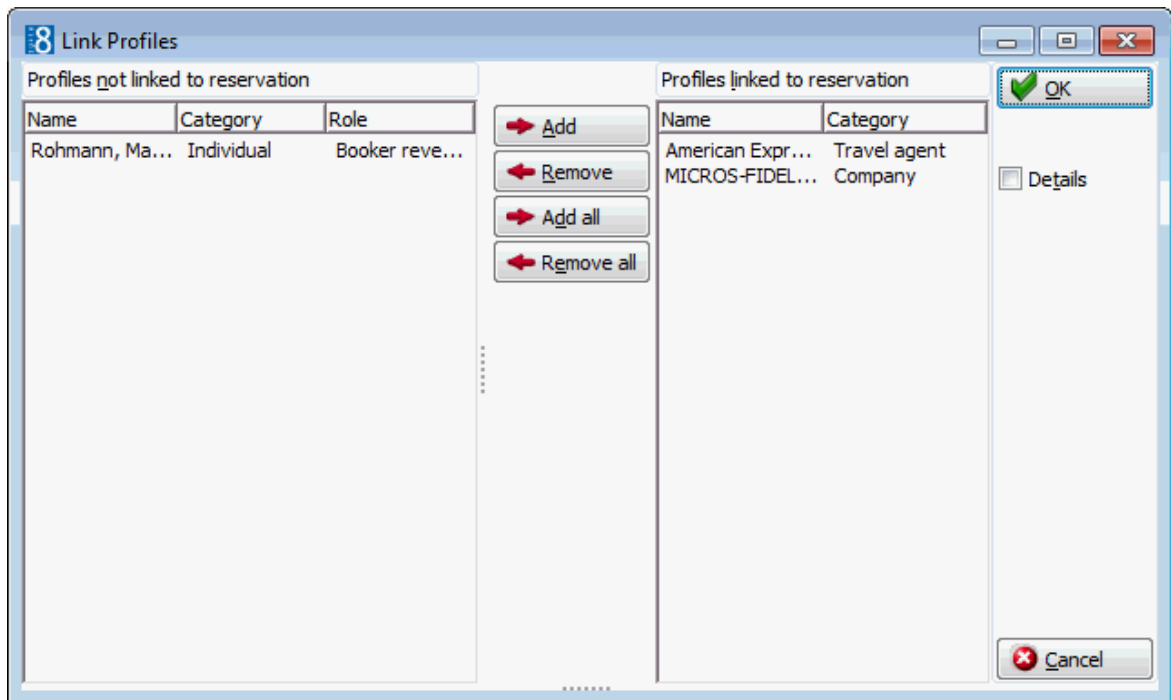 8 Link Profiles
Profiles not linked to reservation
Name Category Role
Rohmann, Ma... Individual Booker reve...
Add
Remove
Add all
Remove all
Profiles linked to reservation
Name Category
American Expr... Travel agent
MICROS-FIDEL... Company
OK
Details
Cancel